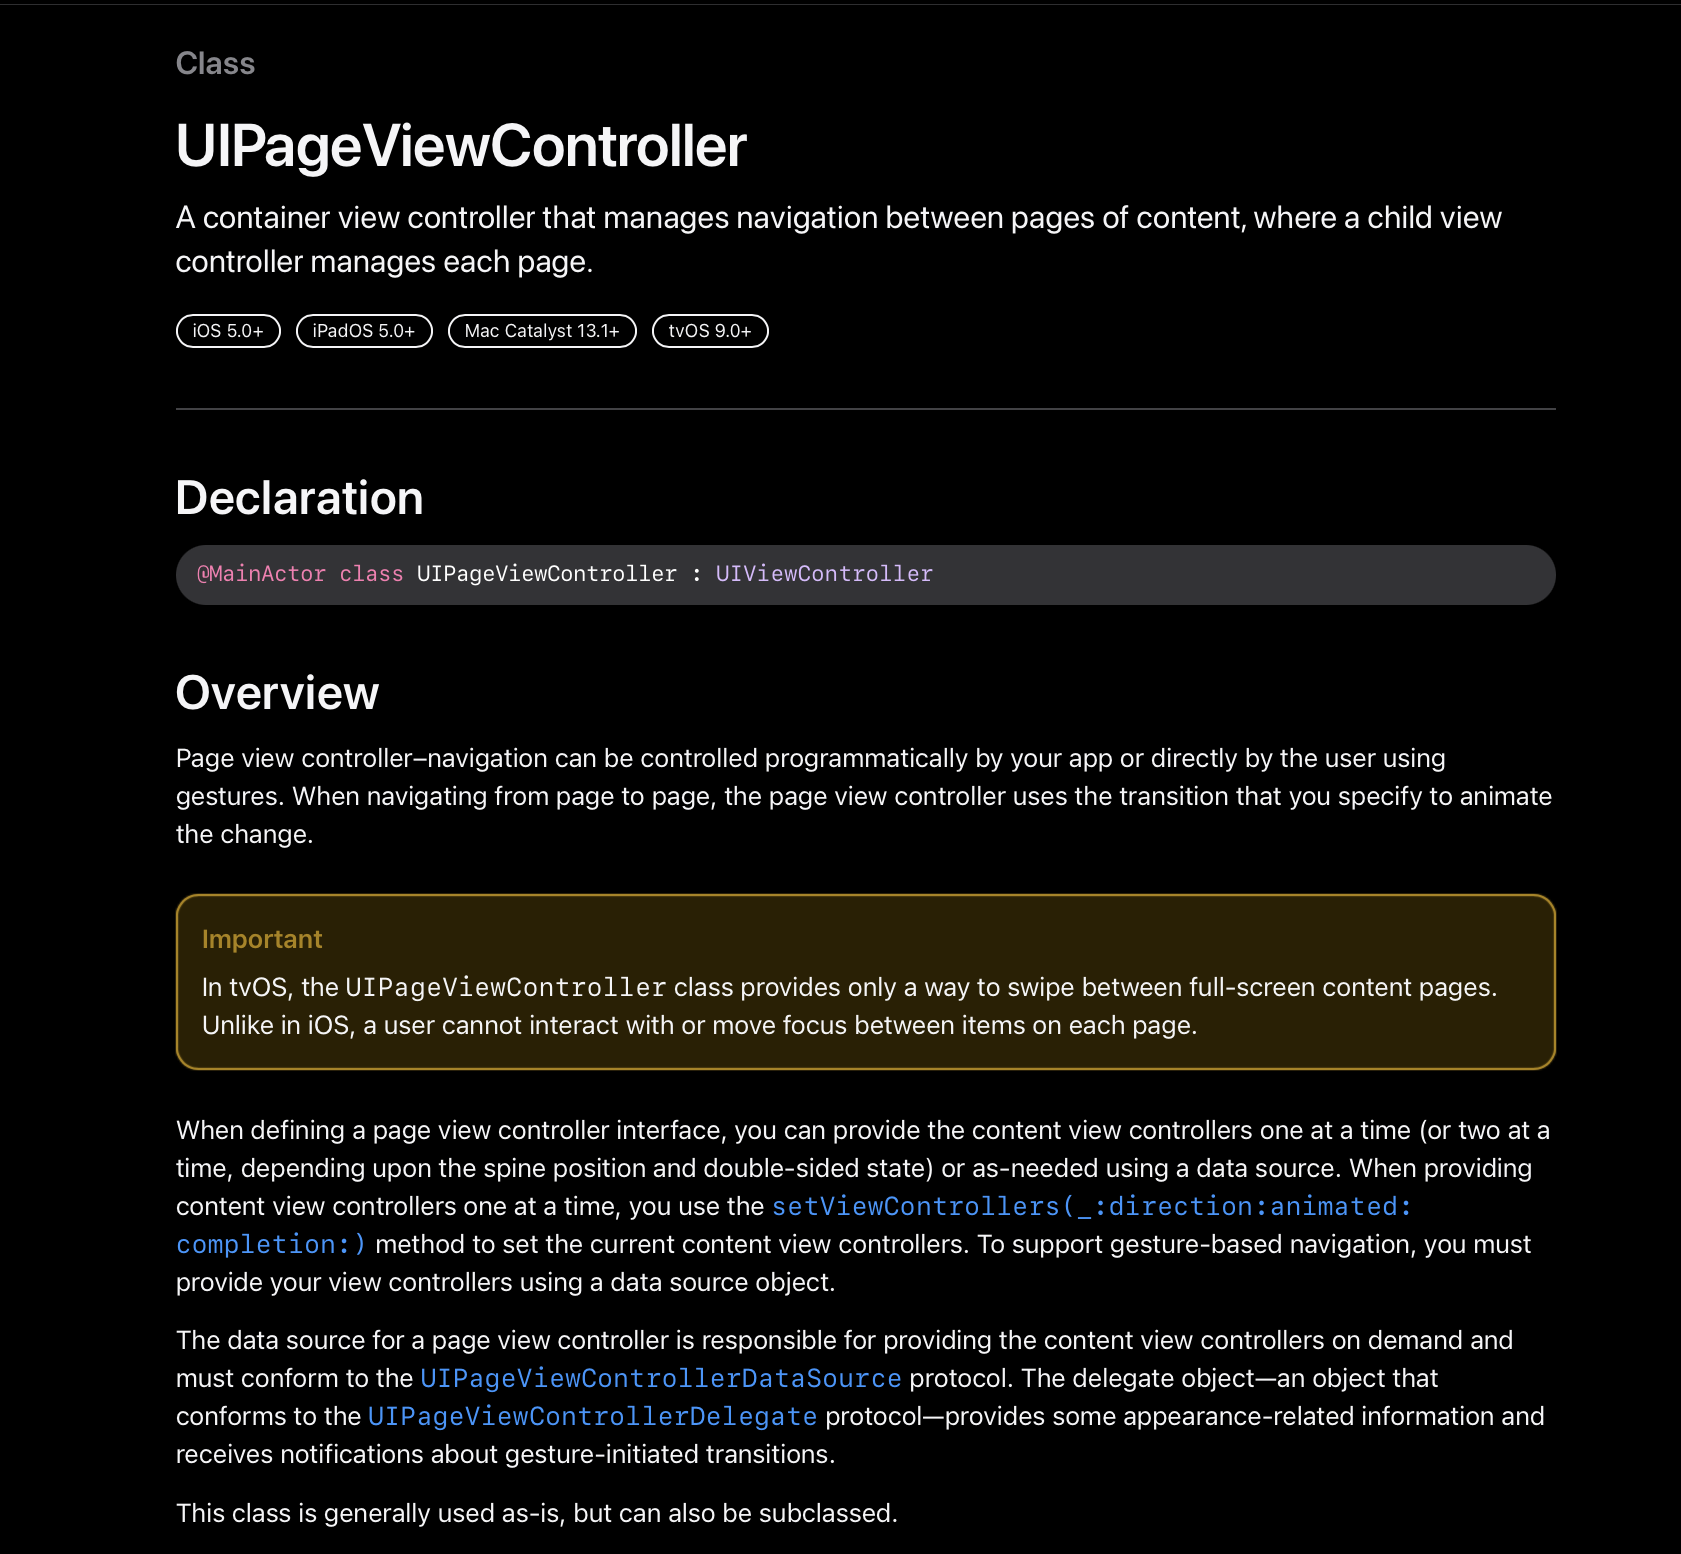 Class
UIPageViewController
A container view controller that manages navigation between pages of content, where a child view
controller manages each page.
iOS 5.0+ iPadOS 5.0+ Mac Catalyst 13.1+ tvOS 9.0+
Declaration
@MainActor class UIPageViewController : UIViewController
Overview
Page view controller–navigation can be controlled programmatically by your app or directly by the user using
gestures. When navigating from page to page, the page view controller uses the transition that you specify to animate
the change.
Important
In tvOS, the UIPageViewController class provides only a way to swipe between full-screen content pages.
Unlike in iOS, a user cannot interact with or move focus between items on each page.
When defining a page view controller interface, you can provide the content view controllers one at a time (or two at a
time, depending upon the spine position and double-sided state) or as-needed using a data source. When providing
content view controllers one at a time, you use the setViewControllers(_:direction:animated:
completion:) method to set the current content view controllers. To support gesture-based navigation, you must
provide your view controllers using a data source object.
The data source for a page view controller is responsible for providing the content view controllers on demand and
must conform to the UIPageViewControllerDataSource protocol. The delegate object—an object that
conforms to the UIPageViewControllerDelegate protocol—provides some appearance-related information and
receives notifications about gesture-initiated transitions.
This class is generally used as-is, but can also be subclassed.